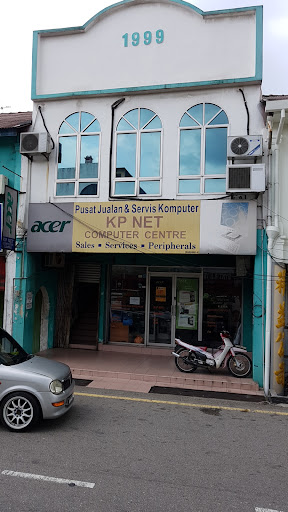 1999
acer
Pusat Jualan & Servis Komputer
KP NET
COMPUTER CENTRE
Sales • Services • Peripherals